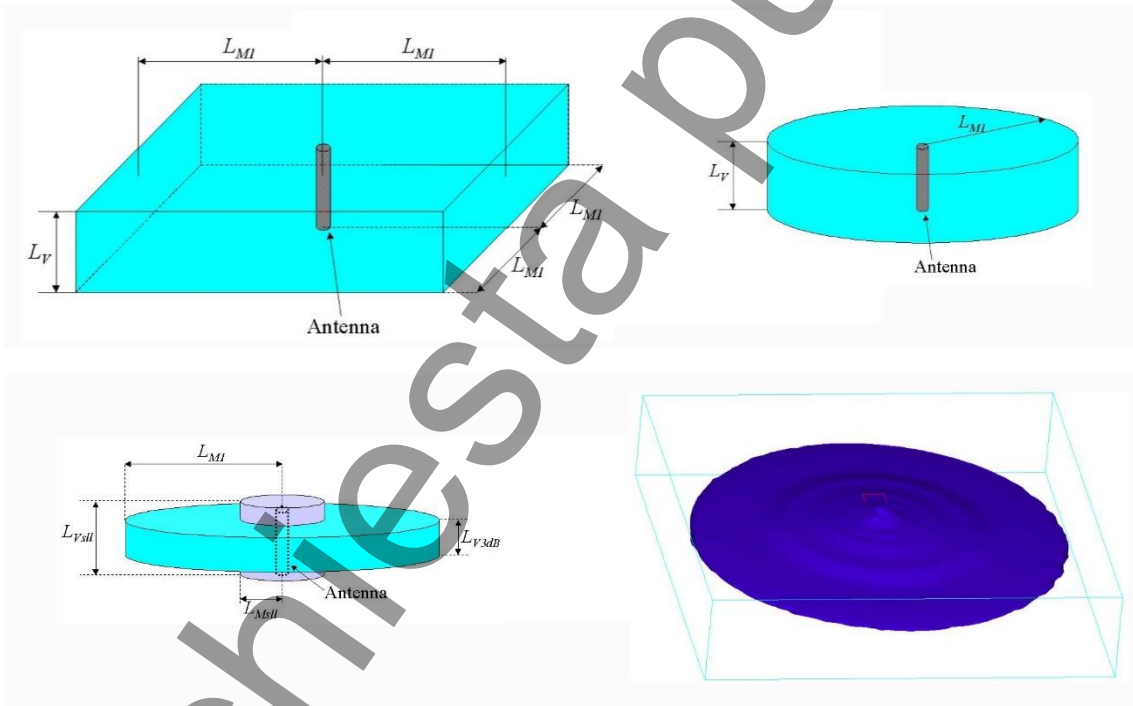 L_M1 L_M1
L_V
L_M1
L_M1
Antenna
L_M1
L_V
Antenna
L_M1
L_Vsll
L_V3dB
Antenna
L_Msll